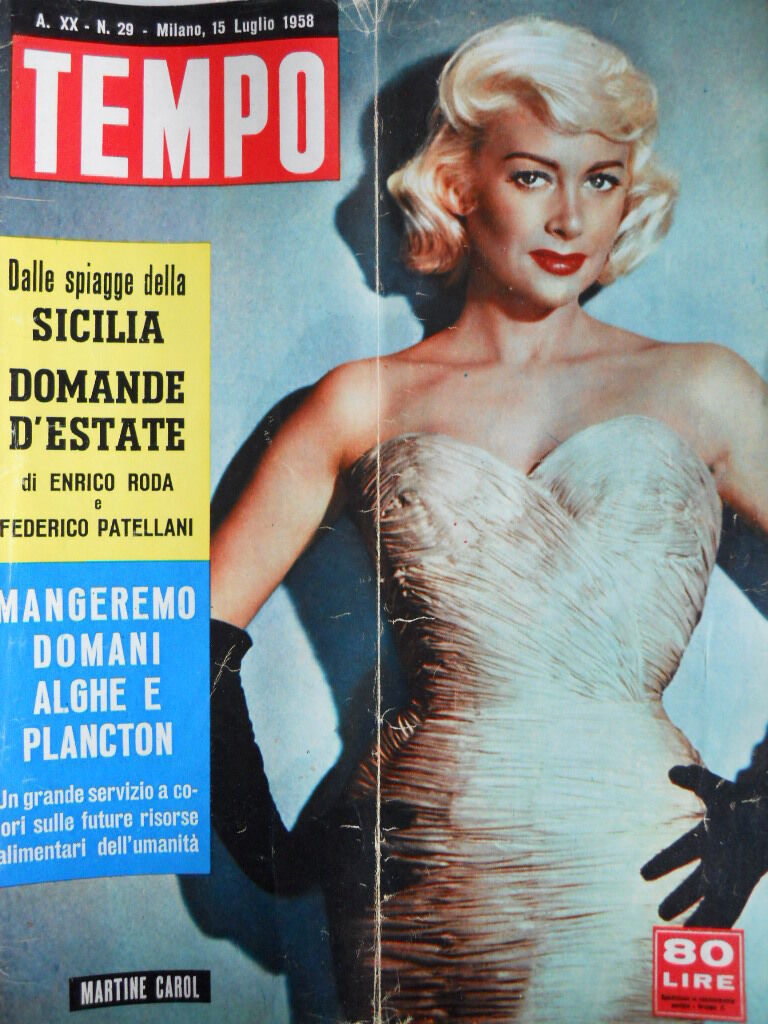 A. XX - N. 29 - Milano, 15 Luglio 1958
TEMPO
Dalle spiagge della
SICILIA
DOMANDE
D'ESTATE
di ENRICO RODA
e
FEDERICO PATELLANI
MANGEREMO
DOMANI
ALGHE E
PLANCTON
Un grande servizio a co-
lori sulle future risorse
alimentari dell'umanità
MARTINE CAROL
80
LIRE